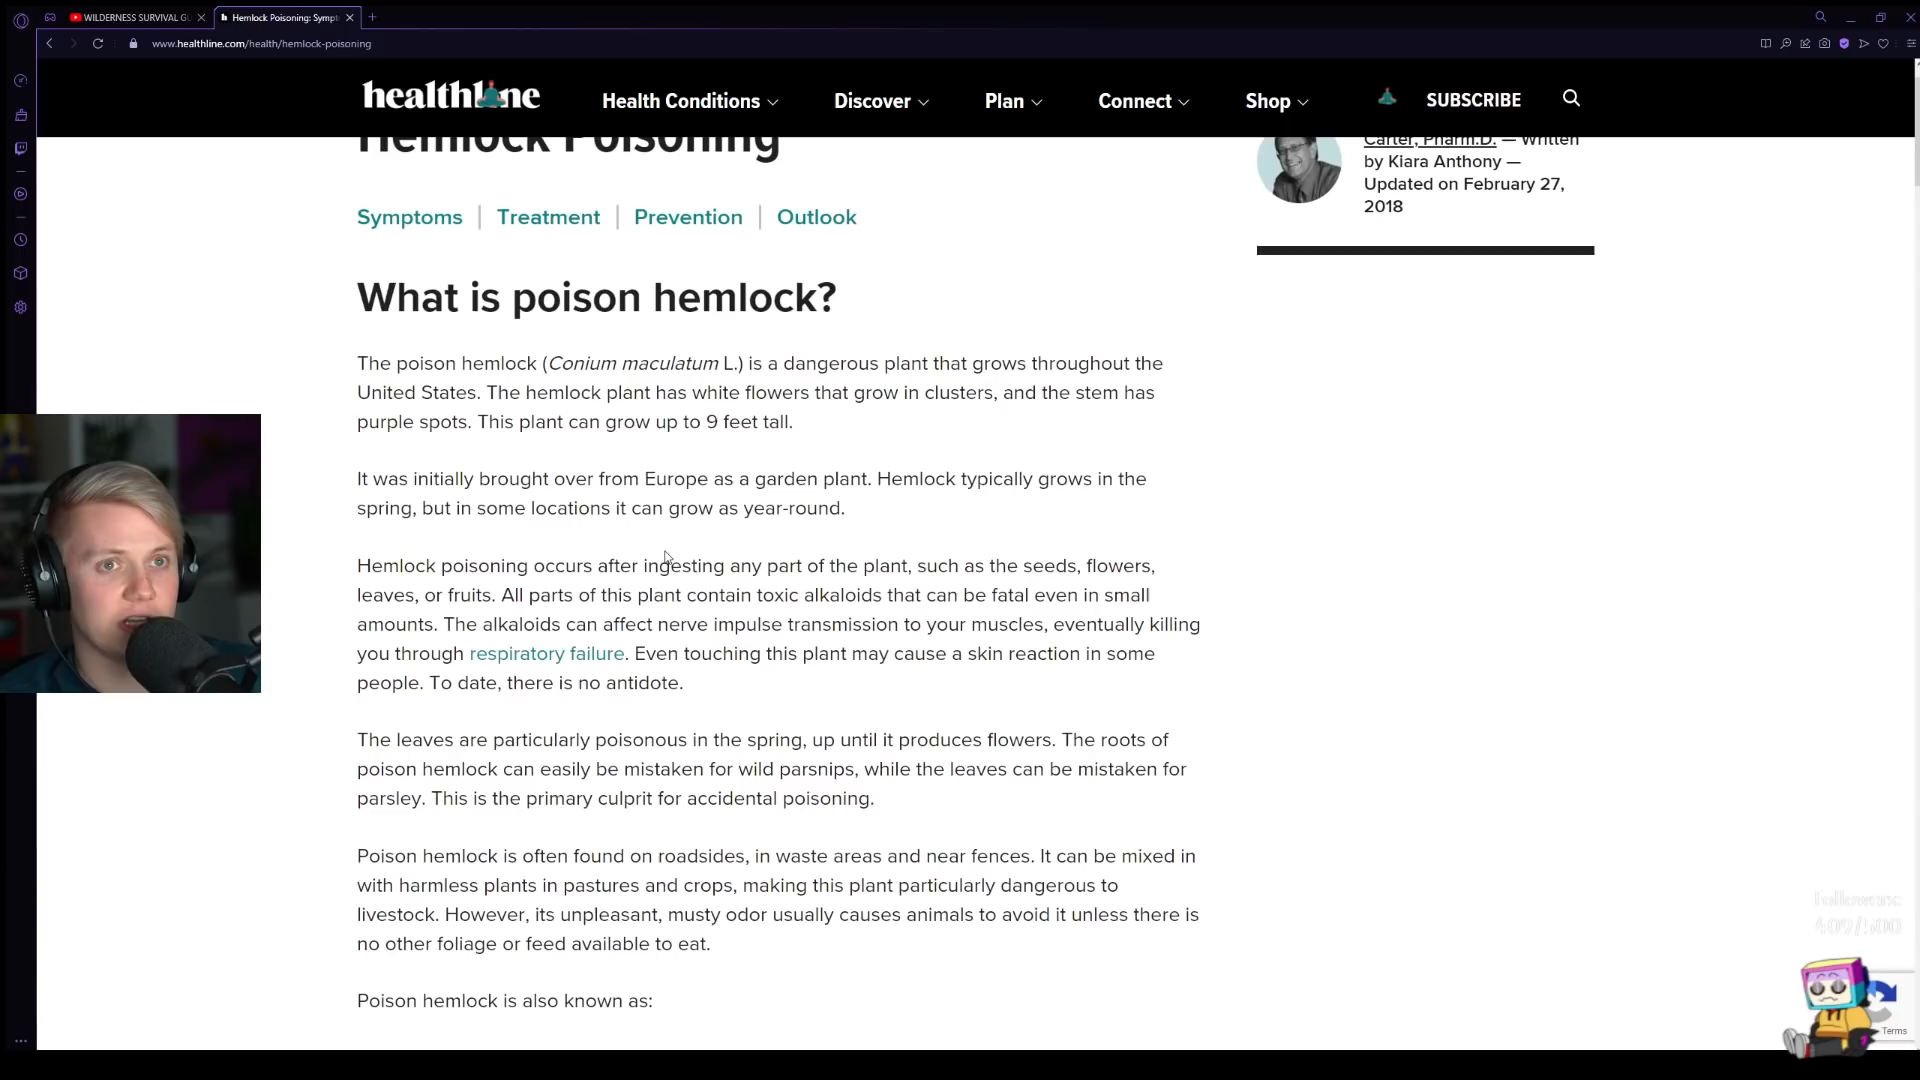 WILDERNESS SURVIVAL GU
Hemlock Poisoning: Sympt
www.healthline.com/health/hemlock-poisoning
healthline
Health Conditions
Discover
Plan
Connect
Shop
SUBSCRIBE
Hemlock Poisoning
Carter, Pharm.D. — Written
by Kiara Anthony —
Updated on February 27,
2018
Symptoms | Treatment | Prevention | Outlook
What is poison hemlock?
The poison hemlock (Conium maculatum L.) is a dangerous plant that grows throughout the
United States. The hemlock plant has white flowers that grow in clusters, and the stem has
purple spots. This plant can grow up to 9 feet tall.
It was initially brought over from Europe as a garden plant. Hemlock typically grows in the
spring, but in some locations it can grow as year-round.
Hemlock poisoning occurs after ingesting any part of the plant, such as the seeds, flowers,
leaves, or fruits. All parts of this plant contain toxic alkaloids that can be fatal even in small
amounts. The alkaloids can affect nerve impulse transmission to your muscles, eventually killing
you through respiratory failure. Even touching this plant may cause a skin reaction in some
people. To date, there is no antidote.
The leaves are particularly poisonous in the spring, up until it produces flowers. The roots of
poison hemlock can easily be mistaken for wild parsnips, while the leaves can be mistaken for
parsley. This is the primary culprit for accidental poisoning.
Poison hemlock is often found on roadsides, in waste areas and near fences. It can be mixed in
with harmless plants in pastures and crops, making this plant particularly dangerous to
livestock. However, its unpleasant, musty odor usually causes animals to avoid it unless there is
no other foliage or feed available to eat.
Poison hemlock is also known as:
Followers:
409/500
Terms